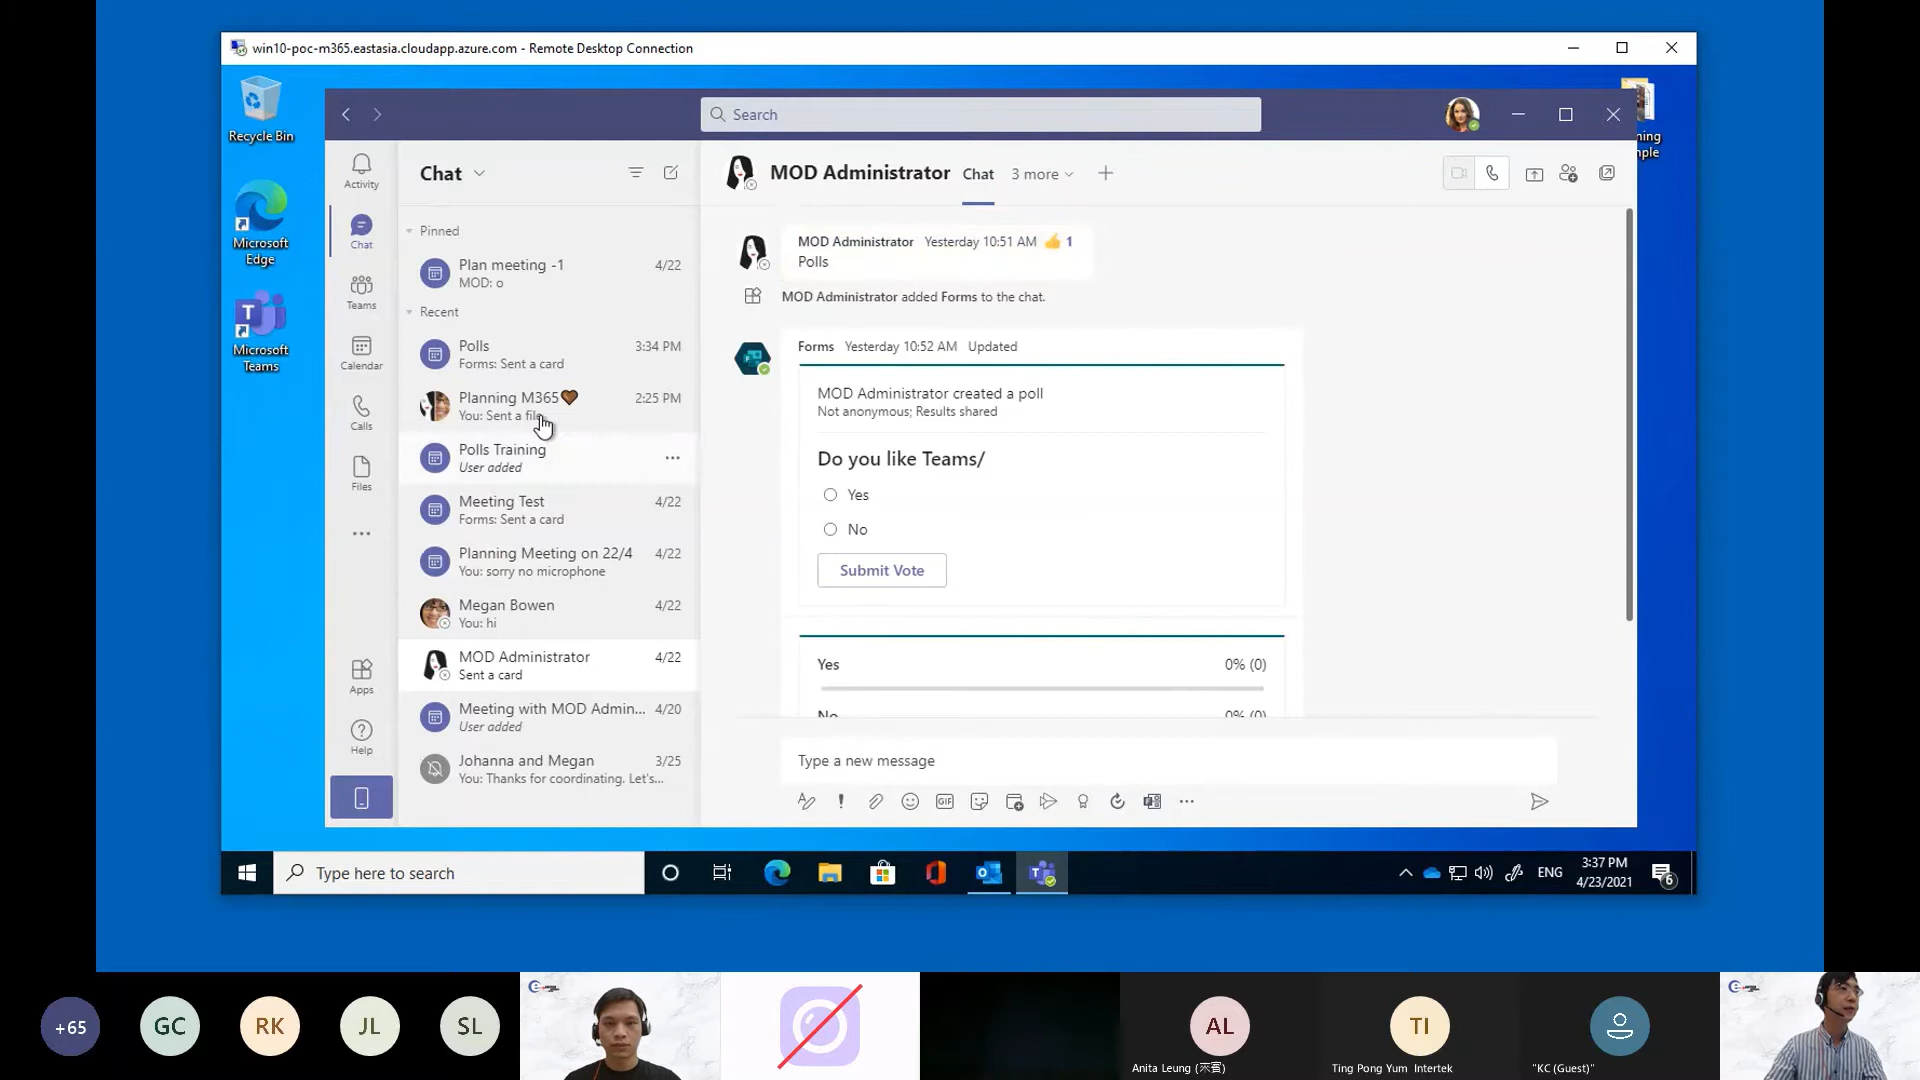 win10-poc-m365.eastasia.cloudapp.azure.com - Remote Desktop Connection
Recycle Bin
Microsoft
Edge
Microsoft
Teams
Search
Activity
Chat
Teams
Calendar
Calls
Files
Apps
Help
Chat
Pinned
Plan meeting -1 4/22
MOD: o
Recent
Polls 3:34 PM
Forms: Sent a card
Planning M365 2:25 PM
You: Sent a file
Polls Training
User added
Meeting Test 4/22
Forms: Sent a card
Planning Meeting on 22/4 4/22
You: sorry no microphone
Megan Bowen 4/22
You: hi
MOD Administrator 4/22
Sent a card
Meeting with MOD Admin... 4/20
User added
Johanna and Megan 3/25
You: Thanks for coordinating. Let's...
MOD Administrator Chat 3 more
MOD Administrator Yesterday 10:51 AM 1
Polls
MOD Administrator added Forms to the chat.
Forms Yesterday 10:52 AM Updated
MOD Administrator created a poll
Not anonymous; Results shared
Do you like Teams/
Yes
No
Submit Vote
Yes 0% (0)
No 0% (0)
Type a new message
GIF
Type here to search
ENG
3:37 PM
4/23/2021
6
+65
GC
RK
JL
SL
AL
Anita Leung (來賓)
TI
Ting Pong Yum Intertek
"KC (Guest)"